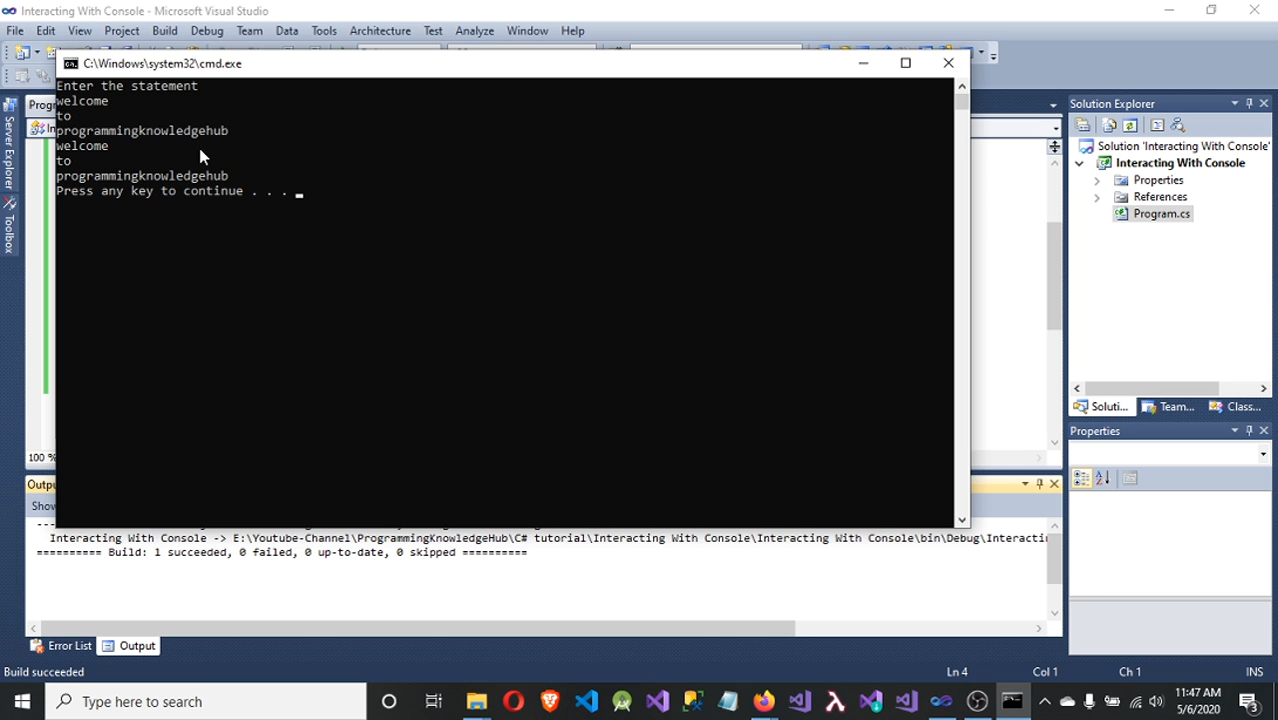 Interacting With Console - Microsoft Visual Studio
File Edit View Project Build Debug Team Data Tools Architecture Test Analyze Window Help
C:\Windows\system32\cmd.exe
Enter the statement
welcome
to
programmingknowledgehub
welcome
to
programmingknowledgehub
Press any key to continue . . .
Server Explorer
Toolbox
Solution Explorer
Solution 'Interacting With Console'
Interacting With Console
Properties
References
Program.cs
Soluti... Team... Class...
Properties
100 %
Interacting With Console -> E:\Youtube-Channel\ProgrammingKnowledgeHub\C# tutorial\Interacting With Console\Interacting With Console\bin\Debug\Interacti
========== Build: 1 succeeded, 0 failed, 0 up-to-date, 0 skipped ==========
Error List Output
Build succeeded Ln 4 Col 1 Ch 1 INS
Type here to search
11:47 AM
5/6/2020
3